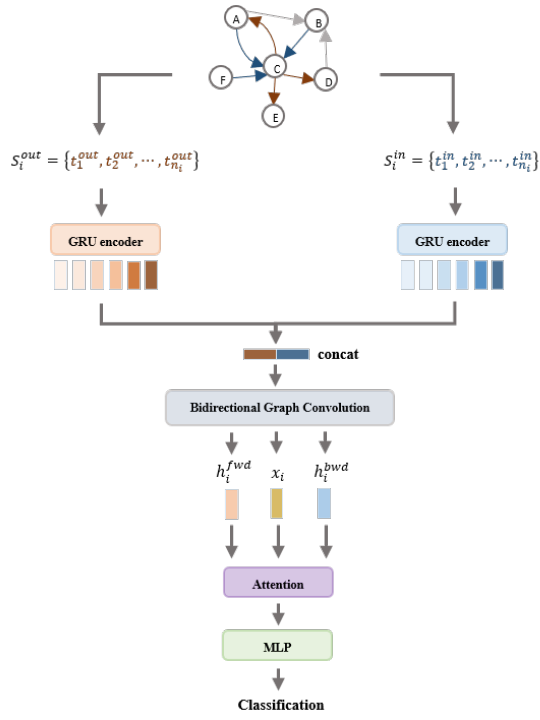 A
B
C
F
D
E
S_i^{out} = {t_1^{out}, t_2^{out}, ⋯, t_{n_i}^{out}}
S_i^{in} = {t_1^{in}, t_2^{in}, ⋯, t_{n_i}^{in}}
GRU encoder
GRU encoder
concat
Bidirectional Graph Convolution
h_i^{fwd} x_i h_i^{bwd}
Attention
MLP
Classification